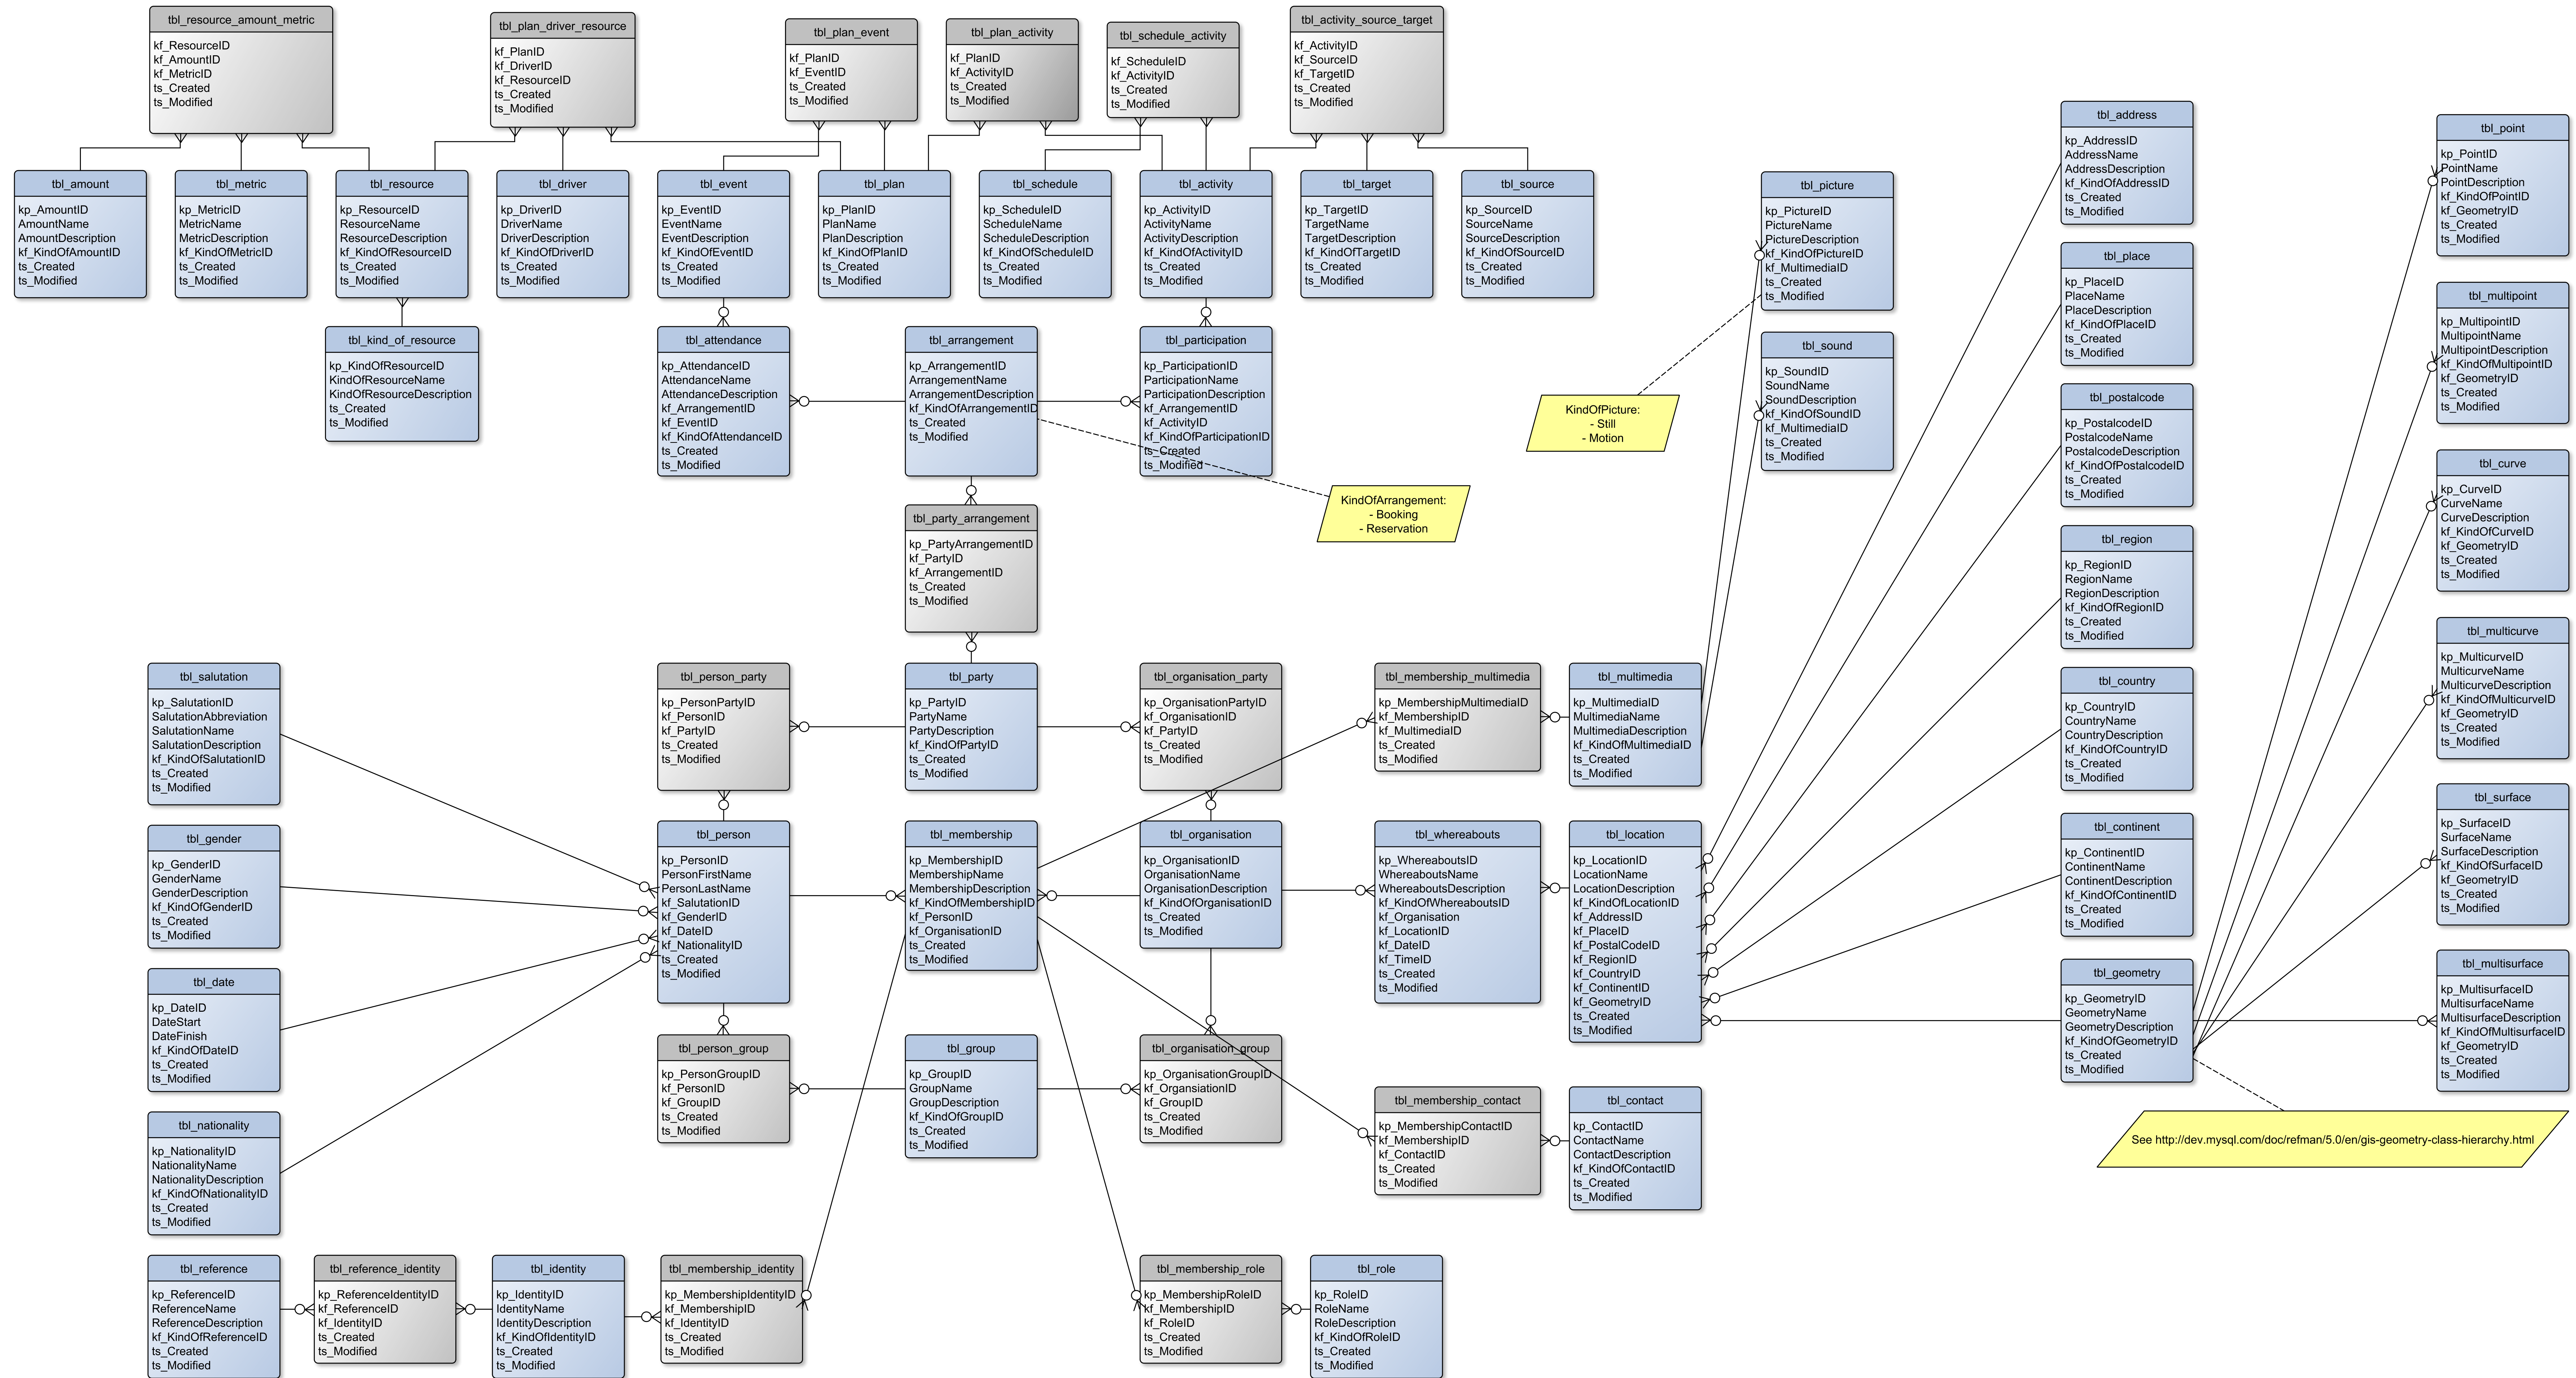 tbl_resource_amount_metric
kf_ResourceID
kf_AmountID
kf_MetricID
ts_Created
ts_Modified
tbl_plan_driver_resource
kf_PlanID
kf_DriverID
kf_ResourceID
ts_Created
ts_Modified
tbl_plan_event
kf_PlanID
kf_EventID
ts_Created
ts_Modified
tbl_plan_activity
kf_PlanID
kf_ActivityID
ts_Created
ts_Modified
tbl_schedule_activity
kf_ScheduleID
kf_ActivityID
ts_Created
ts_Modified
tbl_activity_source_target
kf_ActivityID
kf_SourceID
kf_TargetID
ts_Created
ts_Modified
tbl_amount
kp_AmountID
AmountName
AmountDescription
kf_KindOfAmountID
ts_Created
ts_Modified
tbl_metric
kp_MetricID
MetricName
MetricDescription
kf_KindOfMetricID
ts_Created
ts_Modified
tbl_resource
kp_ResourceID
ResourceName
ResourceDescription
kf_KindOfResourceID
ts_Created
ts_Modified
tbl_driver
kp_DriverID
DriverName
DriverDescription
kf_KindOfDriverID
ts_Created
ts_Modified
tbl_event
kp_EventID
EventName
EventDescription
kf_KindOfEventID
ts_Created
ts_Modified
tbl_plan
kp_PlanID
PlanName
PlanDescription
kf_KindOfPlanID
ts_Created
ts_Modified
tbl_schedule
kp_ScheduleID
ScheduleName
ScheduleDescription
kf_KindOfScheduleID
ts_Created
ts_Modified
tbl_activity
kp_ActivityID
ActivityName
ActivityDescription
kf_KindOfActivityID
ts_Created
ts_Modified
tbl_target
kp_TargetID
TargetName
TargetDescription
kf_KindOfTargetID
ts_Created
ts_Modified
tbl_source
kp_SourceID
SourceName
SourceDescription
kf_KindOfSourceID
ts_Created
ts_Modified
tbl_picture
kp_PictureID
PictureName
PictureDescription
kf_KindOfPictureID
kf_MultimediaID
ts_Created
ts_Modified
tbl_address
kp_AddressID
AddressName
AddressDescription
kf_KindOfAddressID
ts_Created
ts_Modified
tbl_point
kp_PointID
PointName
PointDescription
kf_KindOfPointID
kf_GeometryID
ts_Created
ts_Modified
tbl_place
kp_PlaceID
PlaceName
PlaceDescription
kf_KindOfPlaceID
ts_Created
ts_Modified
tbl_multipoint
kp_MultipointID
MultipointName
MultipointDescription
kf_KindOfMultipointID
kf_GeometryID
ts_Created
ts_Modified
tbl_kind_of_resource
kp_KindOfResourceID
KindOfResourceName
KindOfResourceDescription
ts_Created
ts_Modified
tbl_attendance
kp_AttendanceID
AttendanceName
AttendanceDescription
kf_ArrangementID
kf_EventID
kf_KindOfAttendanceID
ts_Created
ts_Modified
tbl_arrangement
kp_ArrangementID
ArrangementName
ArrangementDescription
kf_KindOfArrangementID
ts_Created
ts_Modified
tbl_participation
kp_ParticipationID
ParticipationName
ParticipationDescription
kf_ArrangementID
kf_ActivityID
kf_KindOfParticipationID
ts_Created
ts_Modified
tbl_sound
kp_SoundID
SoundName
SoundDescription
kf_KindOfSoundID
kf_MultimediaID
ts_Created
ts_Modified
KindOfPicture:
- Still
- Motion
KindOfArrangement:
- Booking
- Reservation
tbl_postalcode
kp_PostalcodeID
PostalcodeName
PostalcodeDescription
kf_KindOfPostalcodeID
ts_Created
ts_Modified
tbl_curve
kp_CurveID
CurveName
CurveDescription
kf_KindOfCurveID
kf_GeometryID
ts_Created
ts_Modified
tbl_party_arrangement
kp_PartyArrangementID
kf_PartyID
kf_ArrangementID
ts_Created
ts_Modified
tbl_region
kp_RegionID
RegionName
RegionDescription
kf_KindOfRegionID
ts_Created
ts_Modified
tbl_multicurve
kp_MulticurveID
MulticurveName
MulticurveDescription
kf_KindOfMulticurveID
kf_GeometryID
ts_Created
ts_Modified
tbl_salutation
kp_SalutationID
SalutationAbbreviation
SalutationName
SalutationDescription
kf_KindOfSalutationID
ts_Created
ts_Modified
tbl_person_party
kp_PersonPartyID
kf_PersonID
kf_PartyID
ts_Created
ts_Modified
tbl_party
kp_PartyID
PartyName
PartyDescription
kf_KindOfPartyID
ts_Created
ts_Modified
tbl_organisation_party
kp_OrganisationPartyID
kf_OrganisationID
kf_PartyID
ts_Created
ts_Modified
tbl_membership_multimedia
kp_MembershipMultimediaID
kf_MembershipID
kf_MultimediaID
ts_Created
ts_Modified
tbl_multimedia
kp_MultimediaID
MultimediaName
MultimediaDescription
kf_KindOfMultimediaID
ts_Created
ts_Modified
tbl_country
kp_CountryID
CountryName
CountryDescription
kf_KindOfCountryID
ts_Created
ts_Modified
tbl_surface
kp_SurfaceID
SurfaceName
SurfaceDescription
kf_KindOfSurfaceID
kf_GeometryID
ts_Created
ts_Modified
tbl_gender
kp_GenderID
GenderName
GenderDescription
kf_KindOfGenderID
ts_Created
ts_Modified
tbl_person
kp_PersonID
PersonFirstName
PersonLastName
kf_SalutationID
kf_GenderID
kf_DateID
kf_NationalityID
ts_Created
ts_Modified
tbl_membership
kp_MembershipID
MembershipName
MembershipDescription
kf_KindOfMembershipID
kf_PersonID
kf_OrganisationID
ts_Created
ts_Modified
tbl_organisation
kp_OrganisationID
OrganisationName
OrganisationDescription
kf_KindOfOrganisationID
ts_Created
ts_Modified
tbl_whereabouts
kp_WhereaboutsID
WhereaboutsName
WhereaboutsDescription
kf_KindOfWhereaboutsID
kf_Organisation
kf_LocationID
kf_DateID
kf_TimeID
ts_Created
ts_Modified
tbl_location
kp_LocationID
LocationName
LocationDescription
kf_KindOfLocationID
kf_AddressID
kf_PlaceID
kf_PostalCodeID
kf_RegionID
kf_CountryID
kf_ContinentID
kf_GeometryID
ts_Created
ts_Modified
tbl_continent
kp_ContinentID
ContinentName
ContinentDescription
kf_KindOfContinentID
ts_Created
ts_Modified
tbl_date
kp_DateID
DateStart
DateFinish
kf_KindOfDateID
ts_Created
ts_Modified
tbl_geometry
kp_GeometryID
GeometryName
GeometryDescription
kf_KindOfGeometryID
ts_Created
ts_Modified
tbl_multisurface
kp_MultisurfaceID
MultisurfaceName
MultisurfaceDescription
kf_KindOfMultisurfaceID
kf_GeometryID
ts_Created
ts_Modified
tbl_person_group
kp_PersonGroupID
kf_PersonID
kf_GroupID
ts_Created
ts_Modified
tbl_group
kp_GroupID
GroupName
GroupDescription
kf_KindOfGroupID
ts_Created
ts_Modified
tbl_organisation_group
kp_OrganisationGroupID
kf_OrgansiationID
kf_GroupID
ts_Created
ts_Modified
tbl_membership_contact
kp_MembershipContactID
kf_MembershipID
kf_ContactID
ts_Created
ts_Modified
tbl_contact
kp_ContactID
ContactName
ContactDescription
kf_KindOfContactID
ts_Created
ts_Modified
See http://dev.mysql.com/doc/refman/5.0/en/gis-geometry-class-hierarchy.html
tbl_nationality
kp_NationalityID
NationalityName
NationalityDescription
kf_KindOfNationalityID
ts_Created
ts_Modified
tbl_reference
kp_ReferenceID
ReferenceName
ReferenceDescription
kf_KindOfReferenceID
ts_Created
ts_Modified
tbl_reference_identity
kp_ReferenceIdentityID
kf_ReferenceID
kf_IdentityID
ts_Created
ts_Modified
tbl_identity
kp_IdentityID
IdentityName
IdentityDescription
kf_KindOfIdentityID
ts_Created
ts_Modified
tbl_membership_identity
kp_MembershipIdentityID
kf_MembershipID
kf_IdentityID
ts_Created
ts_Modified
tbl_membership_role
kp_MembershipRoleID
kf_MembershipID
kf_RoleID
ts_Created
ts_Modified
tbl_role
kp_RoleID
RoleName
RoleDescription
kf_KindOfRoleID
ts_Created
ts_Modified